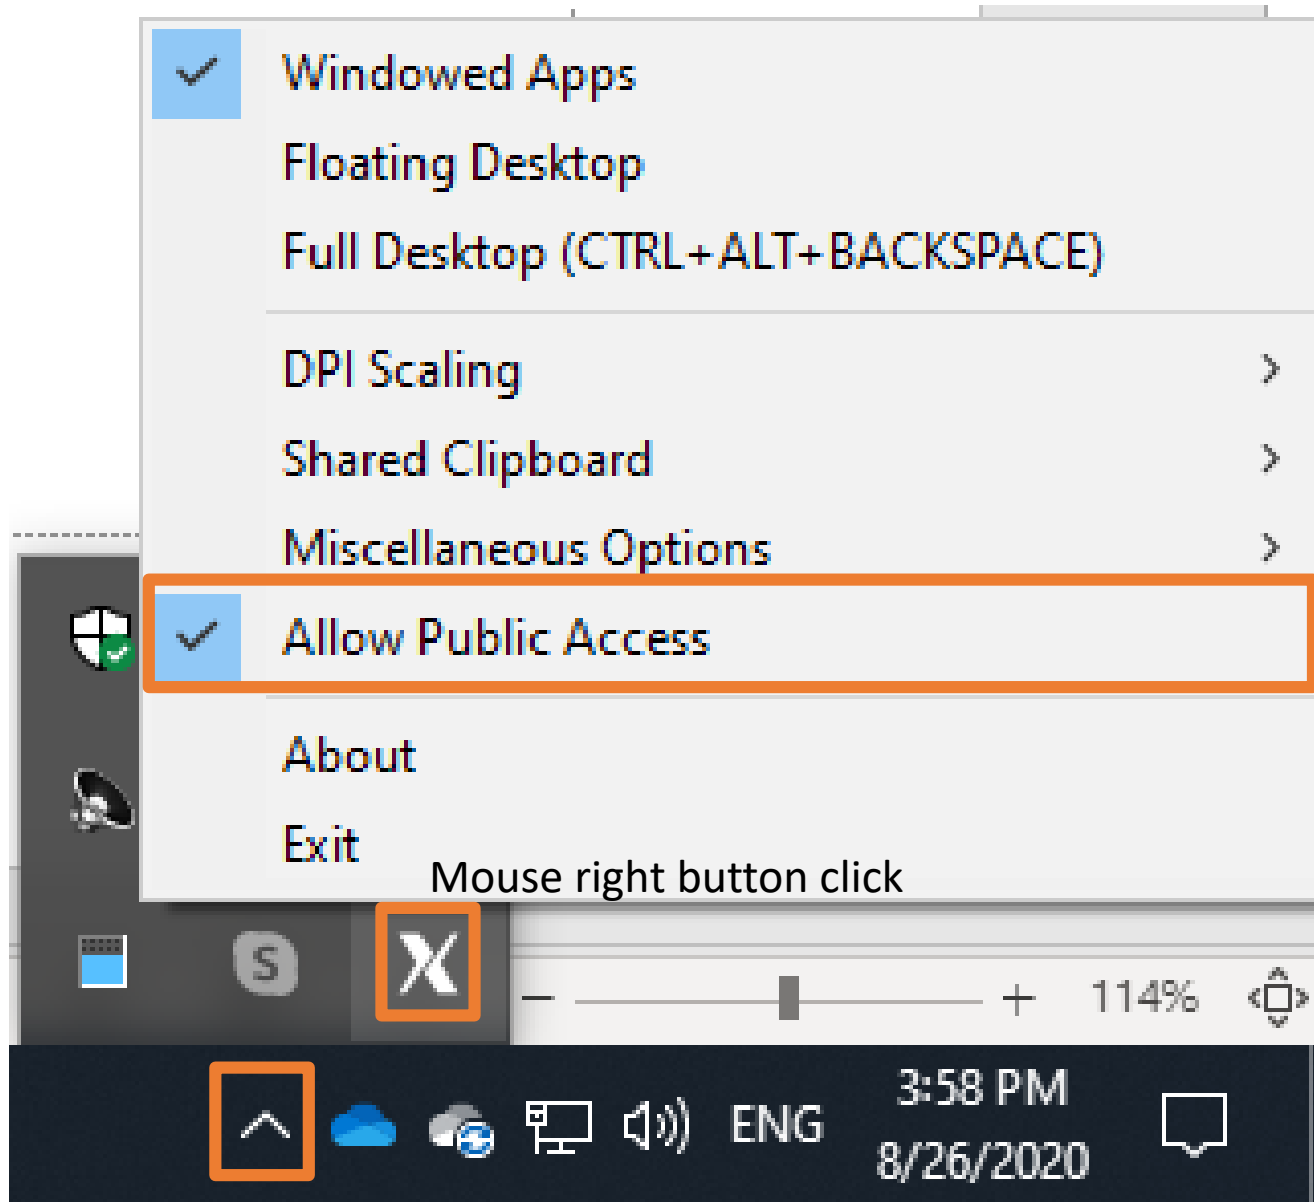 Windowed Apps
Floating Desktop
Full Desktop (CTRL+ALT+BACKSPACE)
DPI Scaling
Shared Clipboard
Miscellaneous Options
Allow Public Access
About
Exit
Mouse right button click
S
X
114%
ENG
3:58 PM
8/26/2020